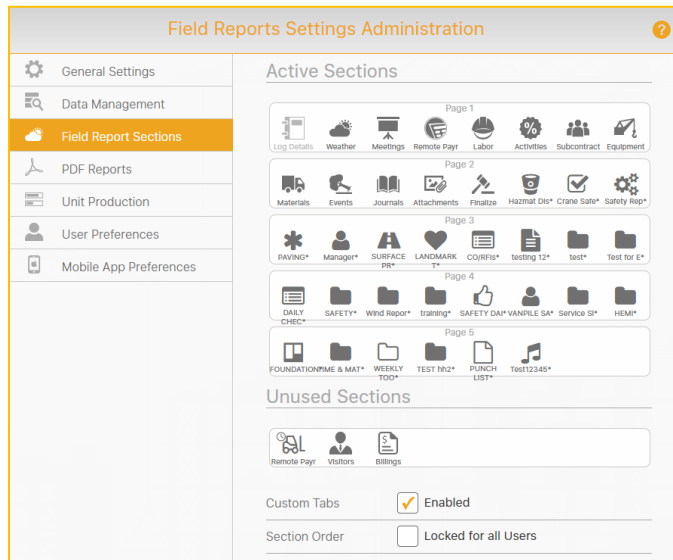 Field Reports Settings Administration
?
General Settings
Data Management
Field Report Sections
PDF Reports
Unit Production
User Preferences
Mobile App Preferences
Active Sections
Page 1
Log Details Weather Meetings Remote Payr Labor Activities Subcontract Equipment
Page 2
Materials Events Journals Attachments Finalize Hazmat Dis* Crane Safe* Safety Rep*
Page 3
PAVING* Manager* SURFACE PR* LANDMARK T* CO/RFIs* testing 12* test* Test for E*
Page 4
DAILY CHEC* SAFETY* Wind Repor* training* SAFETY DAI* VANPILE SA* Service Sl* HEMI*
Page 5
FOUNDATION* TIME & MAT* WEEKLY TOO* TEST hh2* PUNCH LIST* Test12345*
Unused Sections
Remote Payr Visitors Billings
Custom Tabs Enabled
Section Order Locked for all Users